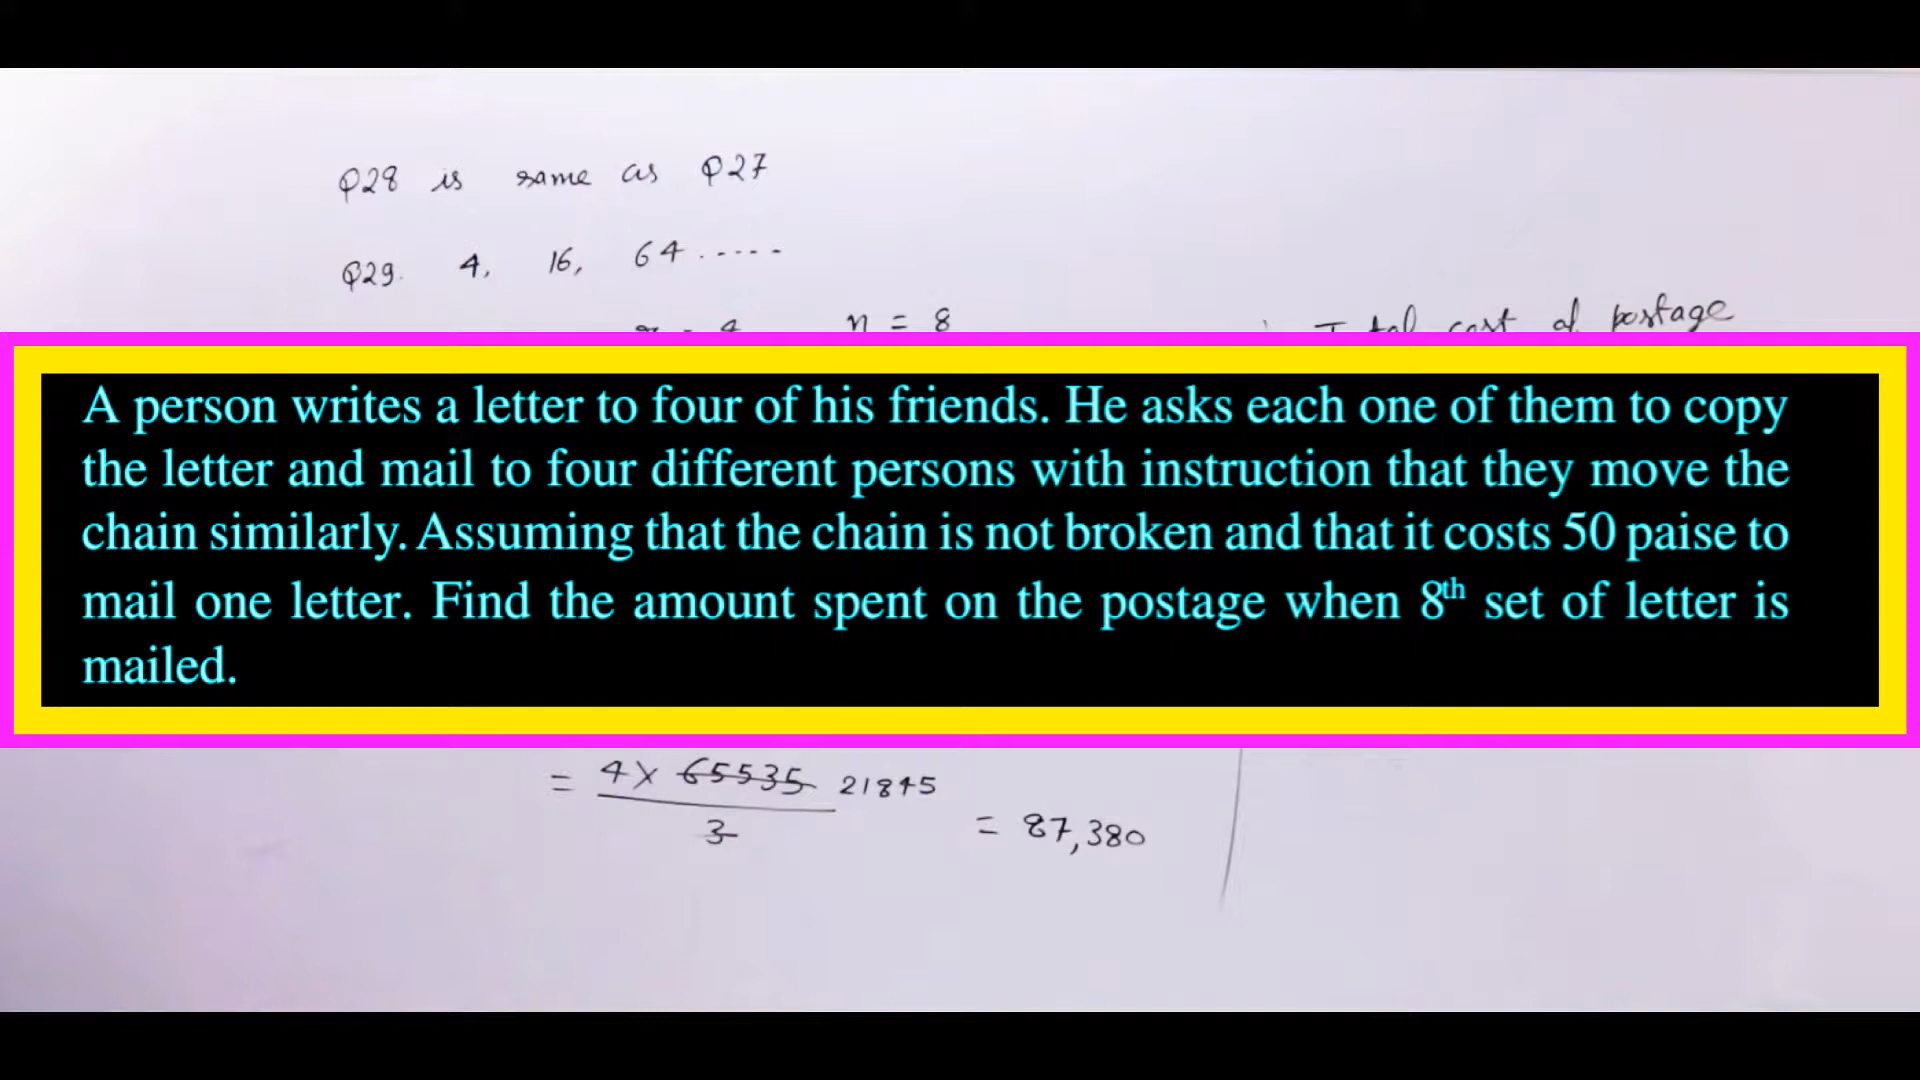 Q28 is same as Q27
Q29. 4, 16, 64.....
n = 8
cost of postage
A person writes a letter to four of his friends. He asks each one of them to copy
the letter and mail to four different persons with instruction that they move the
chain similarly. Assuming that the chain is not broken and that it costs 50 paise to
mail one letter. Find the amount spent on the postage when 8th set of letter is
mailed.
= 4 × 65535 21845
3
= 87,380